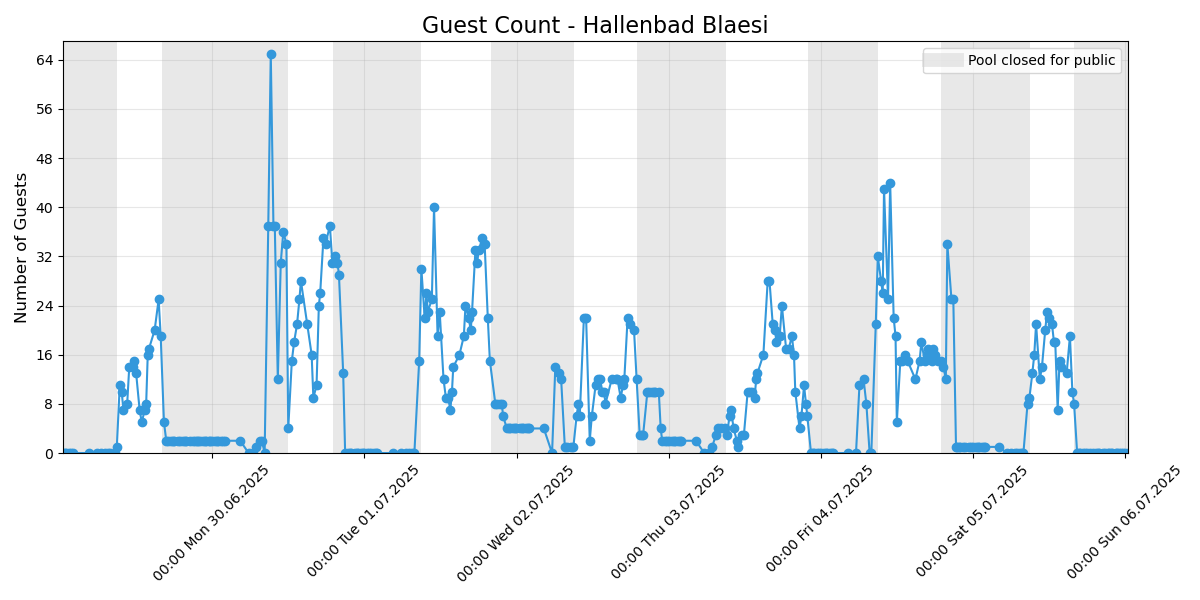 Guest Count - Hallenbad Blaesi
Pool closed for public
Number of Guests
64
56
48
40
32
24
16
8
0
00:00 Mon 30.06.2025
00:00 Tue 01.07.2025
00:00 Wed 02.07.2025
00:00 Thu 03.07.2025
00:00 Fri 04.07.2025
00:00 Sat 05.07.2025
00:00 Sun 06.07.2025